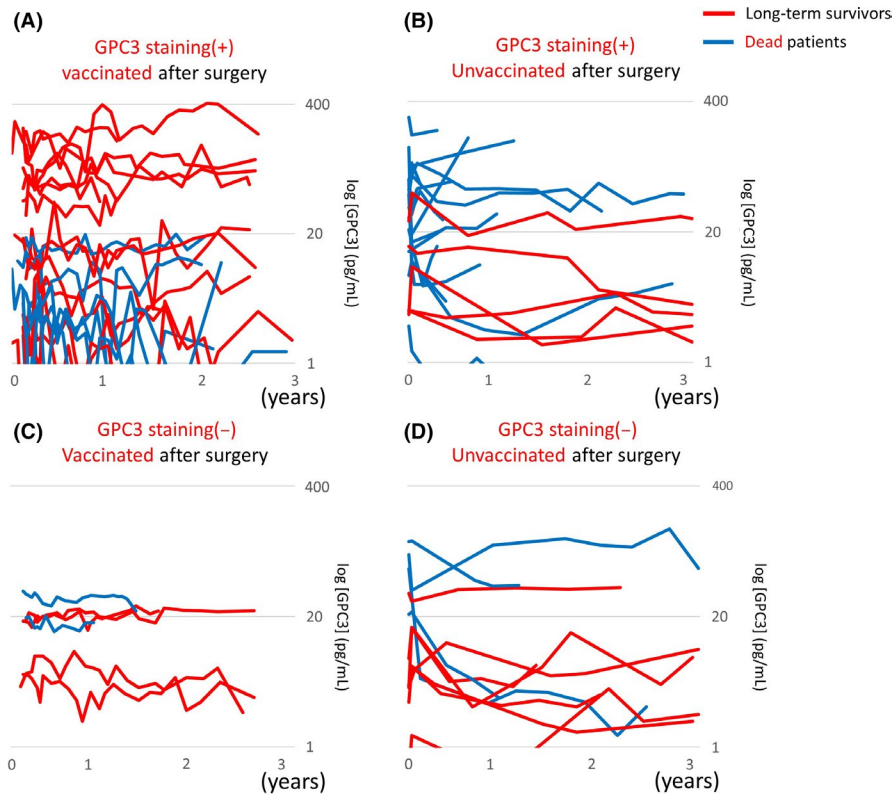 Long-term survivors
Dead patients
(A)
GPC3 staining(+)
vaccinated after surgery
400
20
1
log [GPC3] (pg/mL)
0 1 2 3
(years)
(B)
GPC3 staining(+)
Unvaccinated after surgery
400
20
1
log [GPC3] (pg/mL)
0 1 2 3
(years)
(C)
GPC3 staining(−)
Vaccinated after surgery
400
20
1
log [GPC3] (pg/mL)
0 1 2 3
(years)
(D)
GPC3 staining(−)
Unvaccinated after surgery
400
20
1
log [GPC3] (pg/mL)
0 1 2 3
(years)